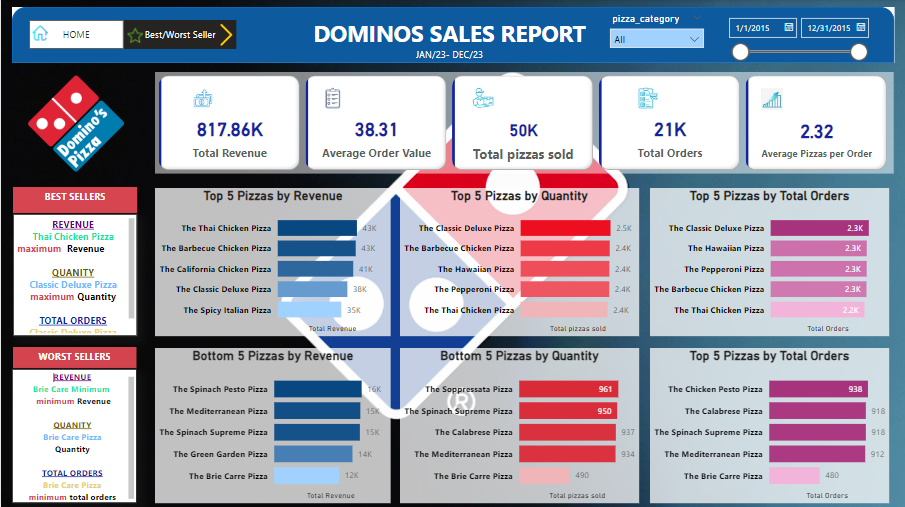 HOME
Best/Worst Seller
DOMINOS SALES REPORT
JAN/23- DEC/23
pizza_category
All
1/1/2015
12/31/2015
Domino's
Pizza
817.86K
Total Revenue
38.31
Average Order Value
50K
Total pizzas sold
21K
Total Orders
2.32
Average Pizzas per Order
BEST SELLERS
REVENUE
Thai Chicken Pizza
maximum Revenue
QUANITY
Classic Deluxe Pizza
maximum Quantity
TOTAL ORDERS
Classic Deluxe Pizza
Top 5 Pizzas by Revenue
The Thai Chicken Pizza 43K
The Barbecue Chicken Pizza 43K
The California Chicken Pizza 41K
The Classic Deluxe Pizza 38K
The Spicy Italian Pizza 35K
Total Revenue
Top 5 Pizzas by Quantity
The Classic Deluxe Pizza 2.5K
The Barbecue Chicken Pizza 2.4K
The Hawaiian Pizza 2.4K
The Pepperoni Pizza 2.4K
The Thai Chicken Pizza 2.4K
Total pizzas sold
Top 5 Pizzas by Total Orders
The Classic Deluxe Pizza 2.3K
The Hawaiian Pizza 2.3K
The Pepperoni Pizza 2.3K
The Barbecue Chicken Pizza 2.3K
The Thai Chicken Pizza 2.2K
Total Orders
WORST SELLERS
REVENUE
Brie Care Minimum
minimum Revenue
QUANITY
Brie Care Pizza
Quantity
TOTAL ORDERS
Brie Care Pizza
minimum total orders
Bottom 5 Pizzas by Revenue
The Spinach Pesto Pizza 16K
The Mediterranean Pizza 15K
The Spinach Supreme Pizza 15K
The Green Garden Pizza 14K
The Brie Carre Pizza 12K
Total Revenue
Bottom 5 Pizzas by Quantity
The Soppressata Pizza 961
The Spinach Supreme Pizza 950
The Calabrese Pizza 937
The Mediterranean Pizza 934
The Brie Carre Pizza 490
Total pizzas sold
®
Top 5 Pizzas by Total Orders
The Chicken Pesto Pizza 938
The Calabrese Pizza 918
The Spinach Supreme Pizza 918
The Mediterranean Pizza 912
The Brie Carre Pizza 480
Total Orders